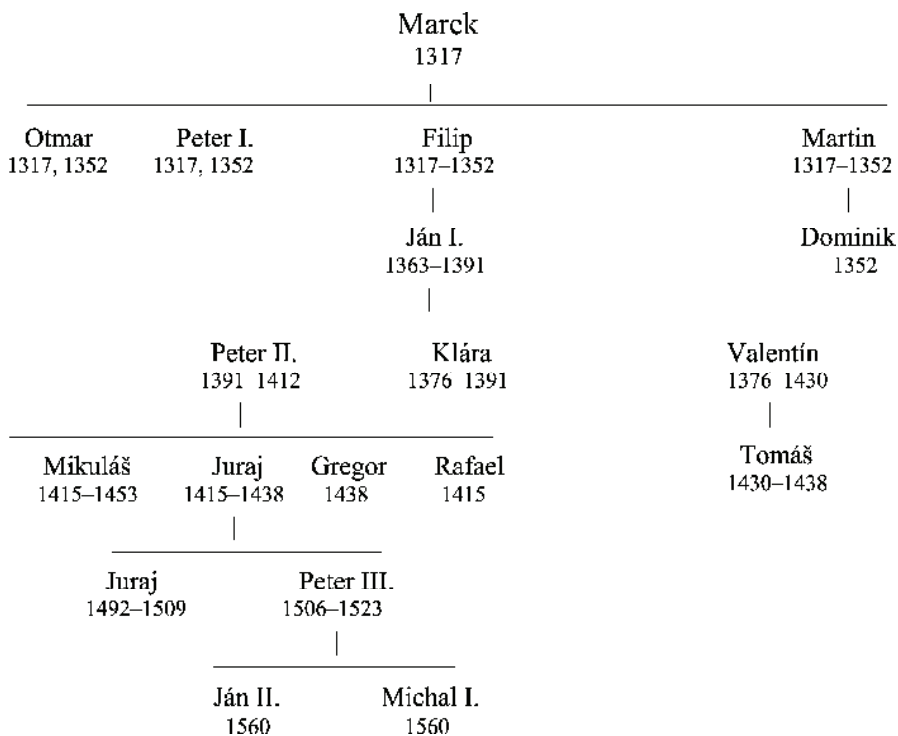 Marek
1317
Otmar Peter I. Filip Martin
1317, 1352 1317, 1352 1317–1352 1317–1352
Ján I. Dominik
1363–1391 1352
Peter II. Klára Valentín
1391 1412 1376 1391 1376 1430
Mikuláš Juraj Gregor Rafael Tomáš
1415–1453 1415–1438 1438 1415 1430–1438
Juraj Peter III.
1492–1509 1506–1523
Ján II. Michal I.
1560 1560